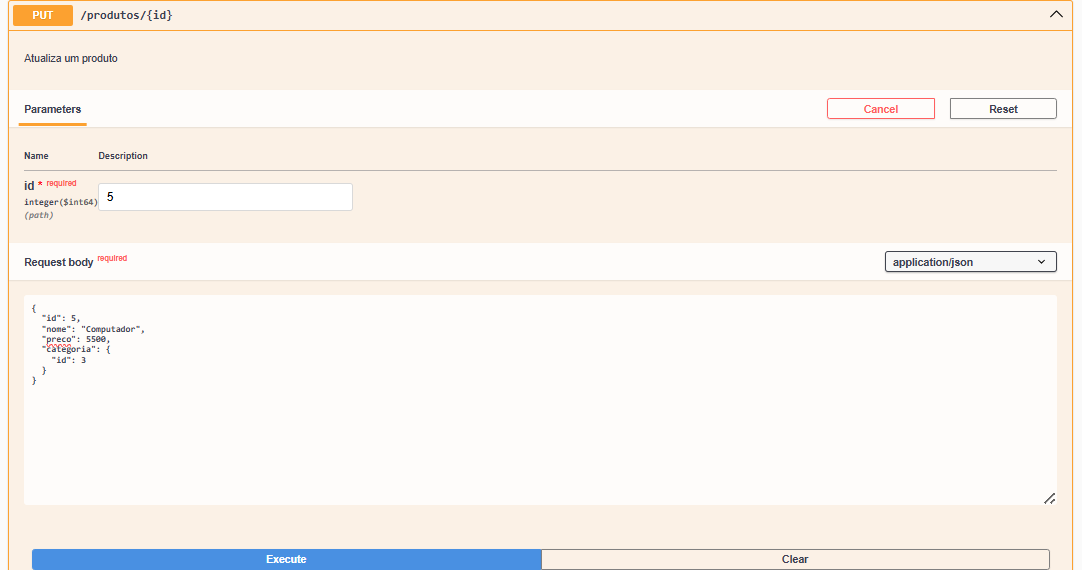 PUT /produtos/{id}
Atualiza um produto
Parameters
Cancel
Reset
Name Description
id * required
integer($int64)
(path)
5
Request body required
application/json
{
  "id": 5,
  "nome": "Computador",
  "preco": 5500,
  "categoria": {
    "id": 3
  }
}
Execute
Clear